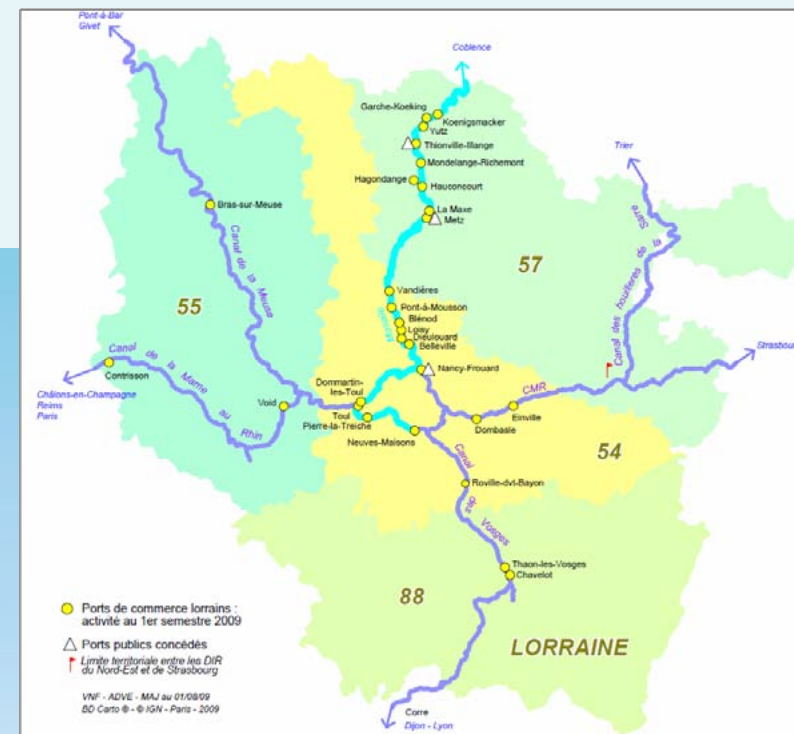 Pont-à-Bar
Givet
Coblence
Garche-Koeking
Koenigsmacker
Yutz
Thionville-Illange
Mondelange-Richemont
Hagondange
Hauconcourt
La Maxe
Metz
Trier
Bras-sur-Meuse
Canal de la Meuse
55
57
Canal des houillères de la Sarre
Vandières
Pont-à-Mousson
Blénod
Loisy
Dieulouard
Belleville
Strasbour
Canal de la Marne au Rhin
Contrisson
Châlons-en-Champagne
Reims
Paris
Nancy-Frouard
Dommartin-
les-Toul
Void
Toul
Pierre-la-Treiche
Neuves-Maisons
CMR
Einville
Dombasle
54
Canal des Vosges
Roville-dvt-Bayon
Thaon-les-Vosges
Chavelot
88
LORRAINE
Ports de commerce lorrains :
activité au 1er semestre 2009
Ports publics concédés
Limite territoriale entre les DIR
du Nord-Est et de Strasbourg
VNF - ADVE - MAJ au 01/08/09
BD Carto ® - © IGN - Paris - 2009
Corre
Dijon - Lyon